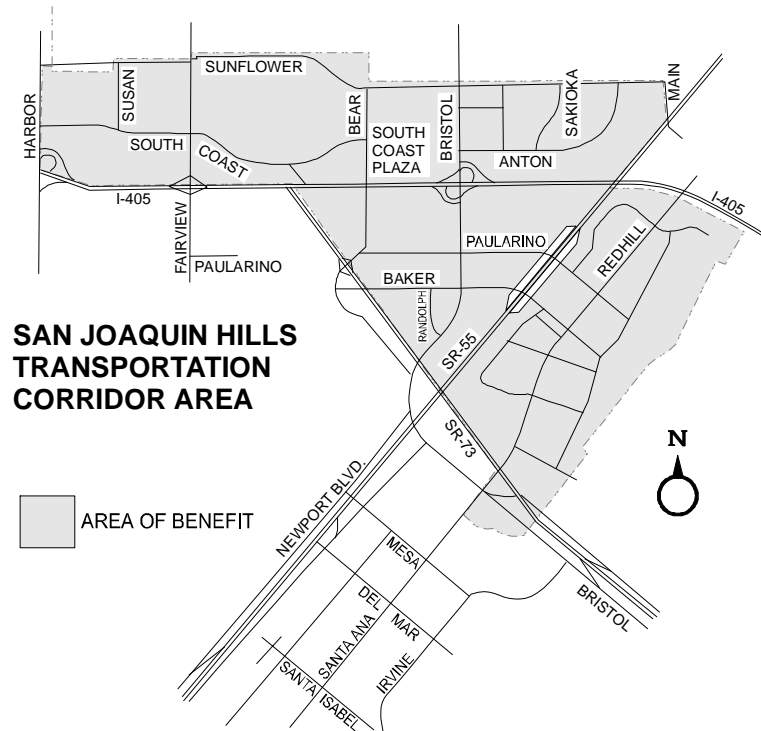 SUNFLOWER
HARBOR
SUSAN
BEAR
BRISTOL
SAKIOKA
MAIN
SOUTH
COAST
SOUTH
COAST
PLAZA
ANTON
I-405
I-405
FAIRVIEW
PAULARINO
PAULARINO
REDHILL
BAKER
RANDOLPH
SAN JOAQUIN HILLS
TRANSPORTATION
CORRIDOR AREA
SR-55
SR-73
N
AREA OF BENEFIT
NEWPORT BLVD.
MESA
DEL MAR
SANTA ANA
IRVINE
BRISTOL
SANTA ISABEL